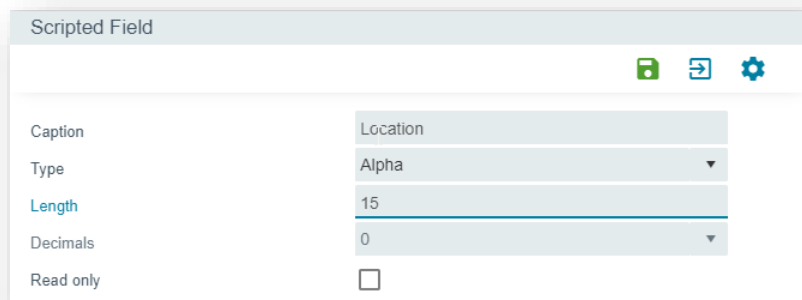 Scripted Field
Caption Location
Type Alpha
Length 15
Decimals 0
Read only